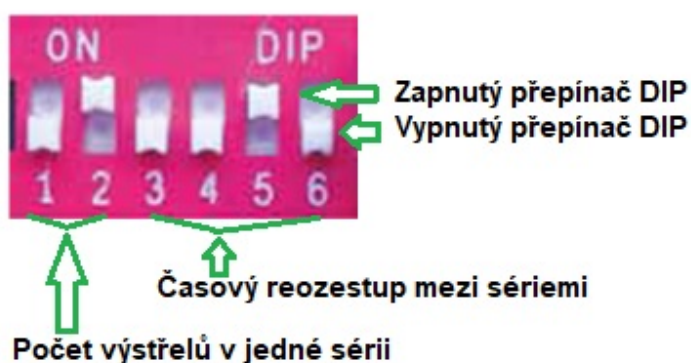 ON DIP
Zapnutý přepínač DIP
Vypnutý přepínač DIP
1 2 3 4 5 6
Časový reozestup mezi sériemi
Počet výstřelů v jedné sérii